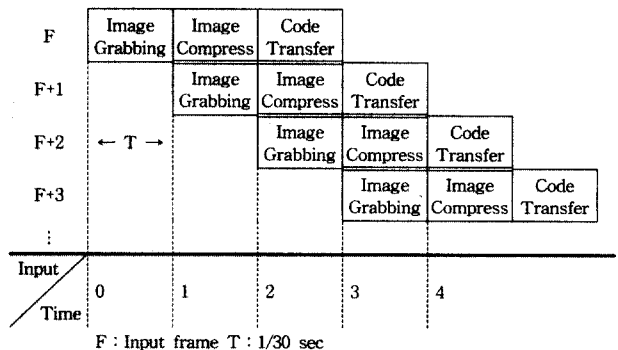 F Image Grabbing Image Compress Code Transfer
F+1 Image Grabbing Image Compress Code Transfer
F+2 ← T → Image Grabbing Image Compress Code Transfer
F+3 Image Grabbing Image Compress Code Transfer
⋮
Input
Time 0 1 2 3 4
F : Input frame T : 1/30 sec